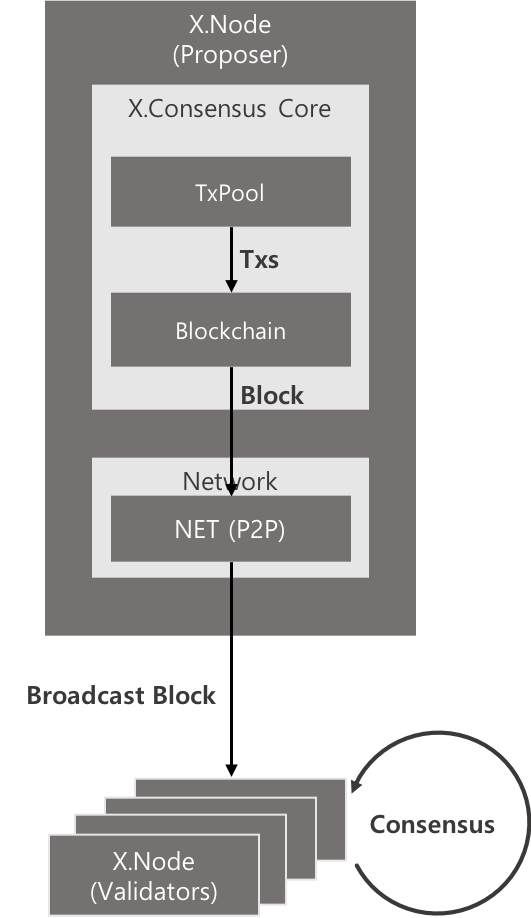 X.Node
(Proposer)
X.Consensus Core
TxPool
Txs
Blockchain
Block
Network
NET (P2P)
Broadcast Block
Consensus
X.Node
(Validators)